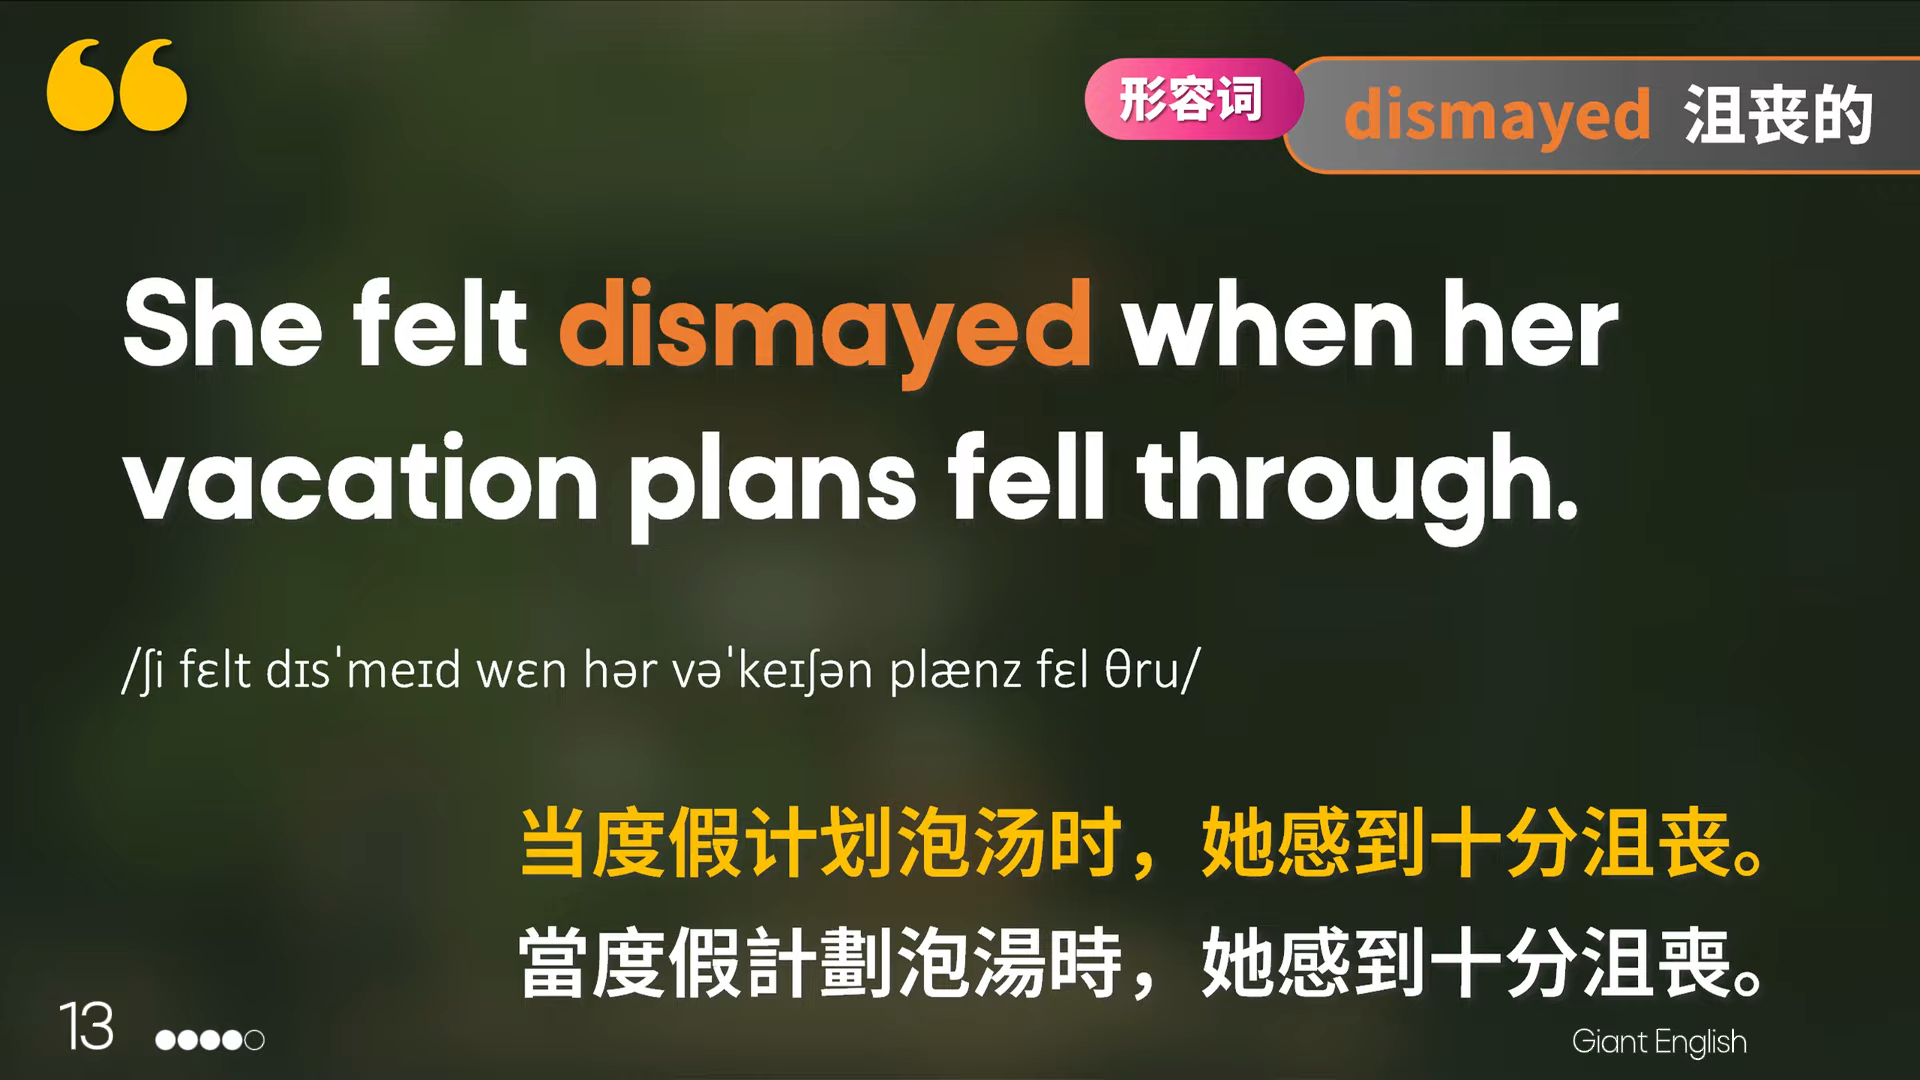 形容词
dismayed 沮丧的
She felt dismayed when her
vacation plans fell through.
/ʃi fɛlt dɪsˈmeɪd wɛn hər vəˈkeɪʃən plænz fɛl θru/
当度假计划泡汤时，她感到十分沮丧。
當度假計劃泡湯時，她感到十分沮喪。
13
Giant English